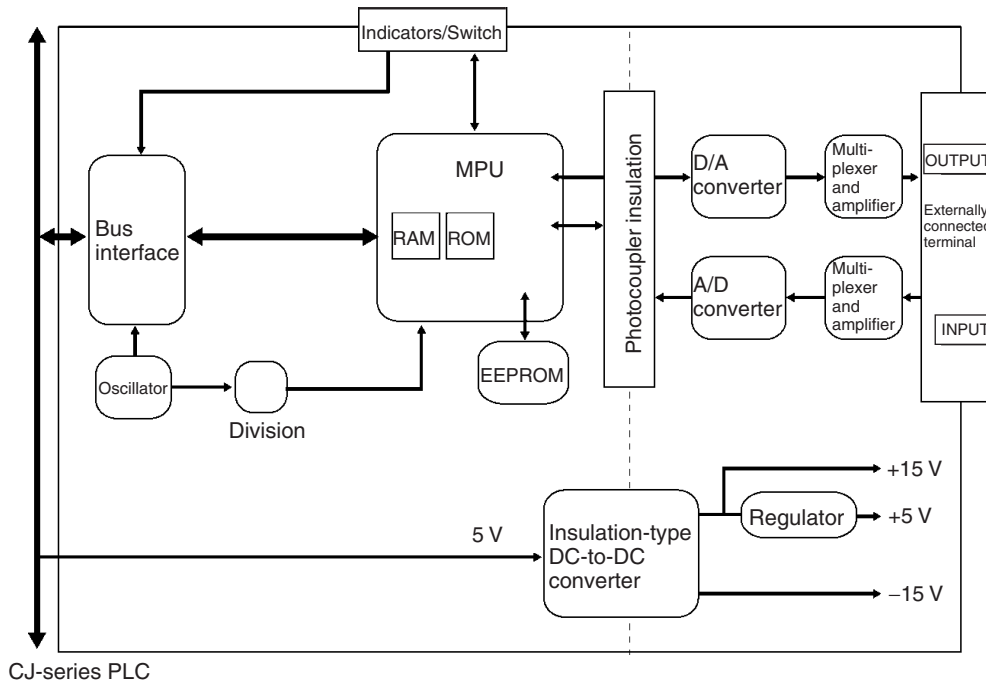 Indicators/Switch
MPU
RAM
ROM
Bus
interface
Oscillator
Division
EEPROM
Photocoupler insulation
D/A
converter
Multi-
plexer
and
amplifier
OUTPUT
Externally
connected
terminal
A/D
converter
Multi-
plexer
and
amplifier
INPUT
5 V
Insulation-type
DC-to-DC
converter
+15 V
Regulator
+5 V
−15 V
CJ-series PLC